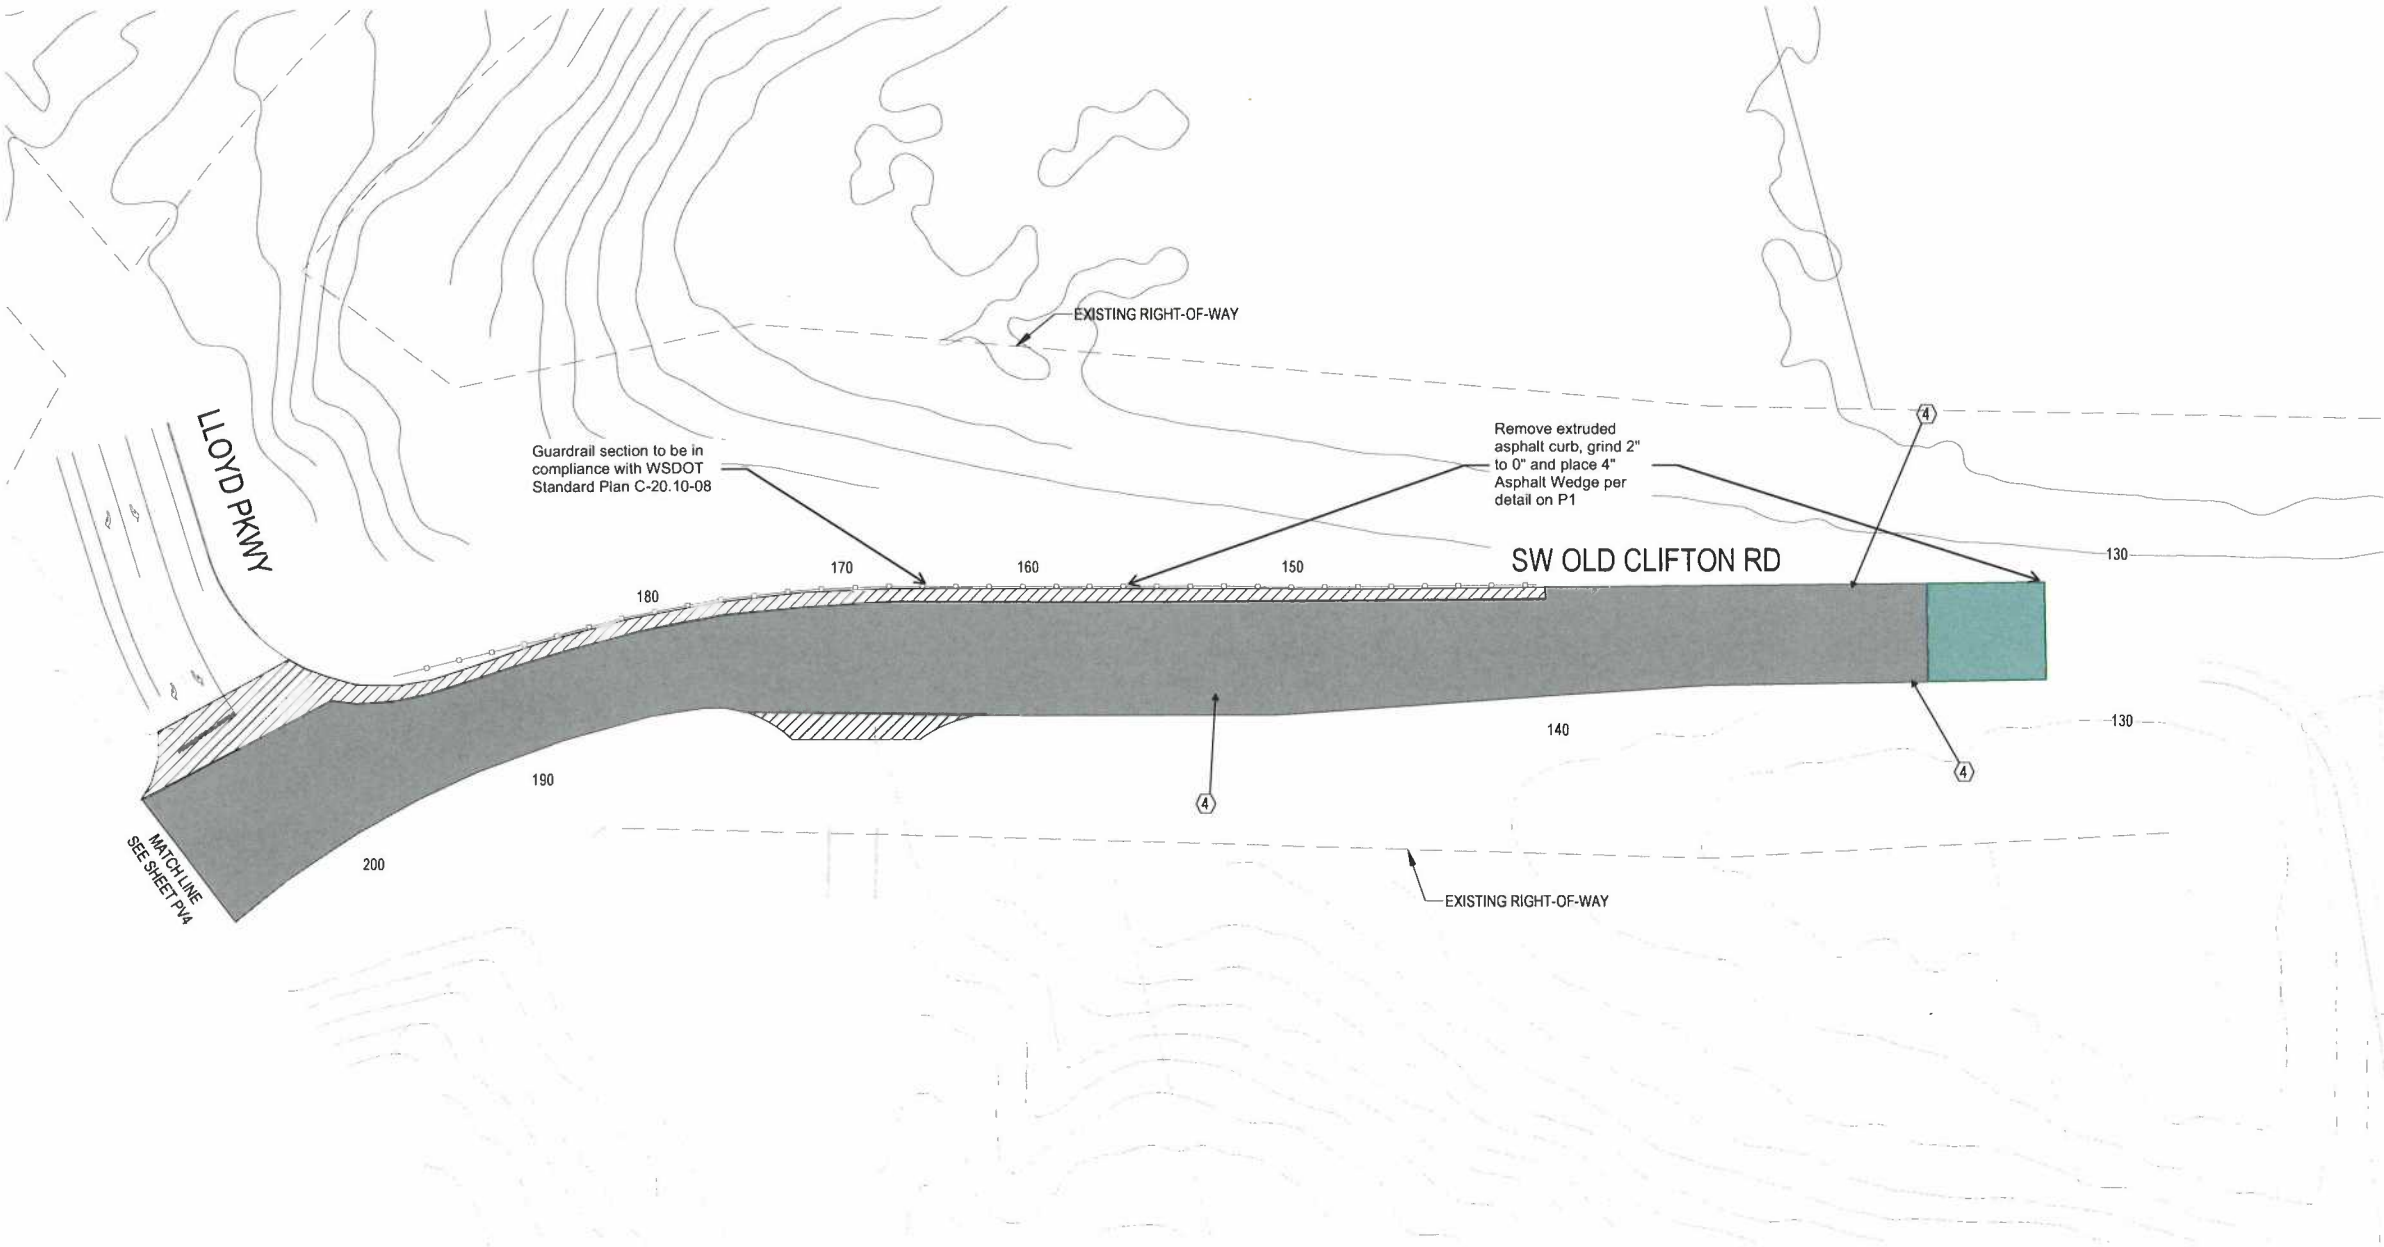 EXISTING RIGHT-OF-WAY
LLOYD PKWY
Guardrail section to be in
compliance with WSDOT
Standard Plan C-20.10-08
Remove extruded
asphalt curb, grind 2"
to 0" and place 4"
Asphalt Wedge per
detail on P1
4
SW OLD CLIFTON RD
130
180
170
160
150
140
130
190
4
4
200
MATCH LINE
SEE SHEET PV4
EXISTING RIGHT-OF-WAY